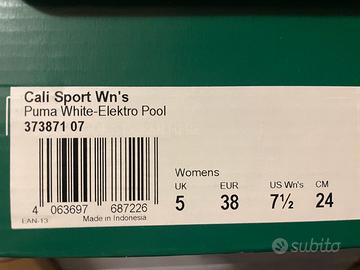 Cali Sport Wn's
Puma White-Elektro Pool
373871 07
4 063697 687226
EAN-13 Made in Indonesia
Womens
UK EUR US Wn's CM
5 38 7½ 24
subito